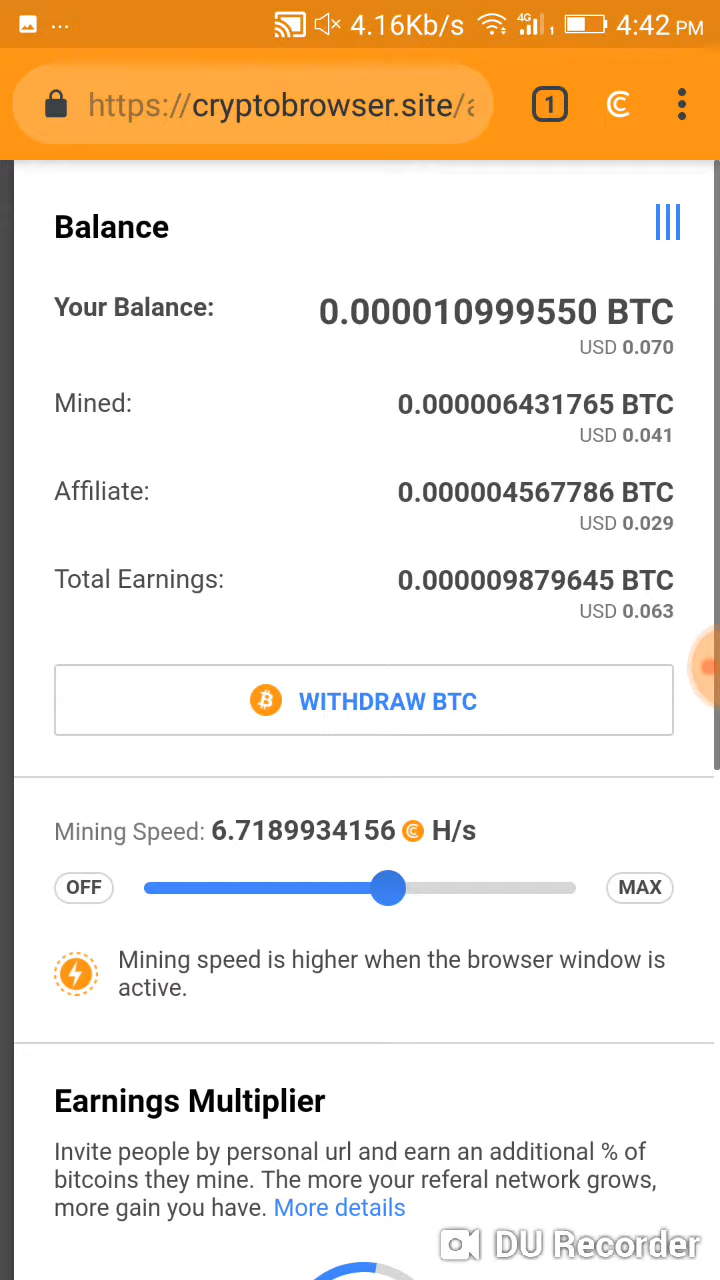 ... 4.16Kb/s 4G 1 4:42 PM
https://cryptobrowser.site/a 1
Balance
Your Balance: 0.000010999550 BTC
USD 0.070
Mined: 0.000006431765 BTC
USD 0.041
Affiliate: 0.000004567786 BTC
USD 0.029
Total Earnings: 0.000009879645 BTC
USD 0.063
WITHDRAW BTC
Mining Speed: 6.7189934156 H/s
OFF MAX
Mining speed is higher when the browser window is
active.
Earnings Multiplier
Invite people by personal url and earn an additional % of
bitcoins they mine. The more your referal network grows,
more gain you have. More details
DU Recorder